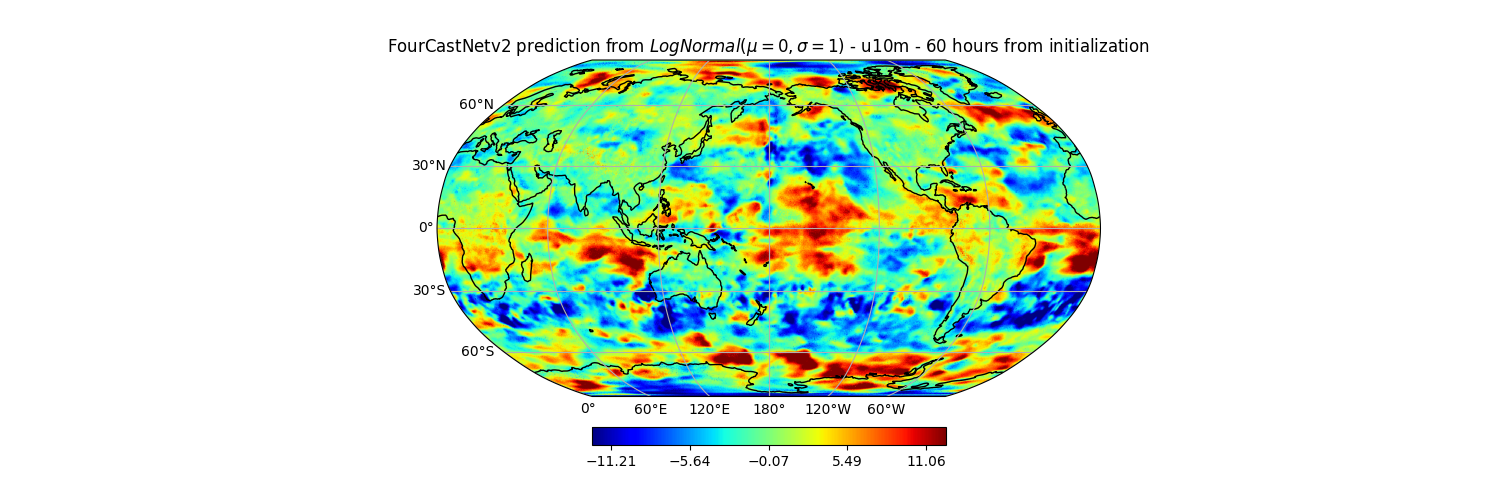 FourCastNetv2 prediction from LogNormal(μ = 0, σ = 1) - u10m - 60 hours from initialization
60°N
30°N
0°
30°S
60°S
0° 60°E 120°E 180° 120°W 60°W
−11.21 −5.64 −0.07 5.49 11.06